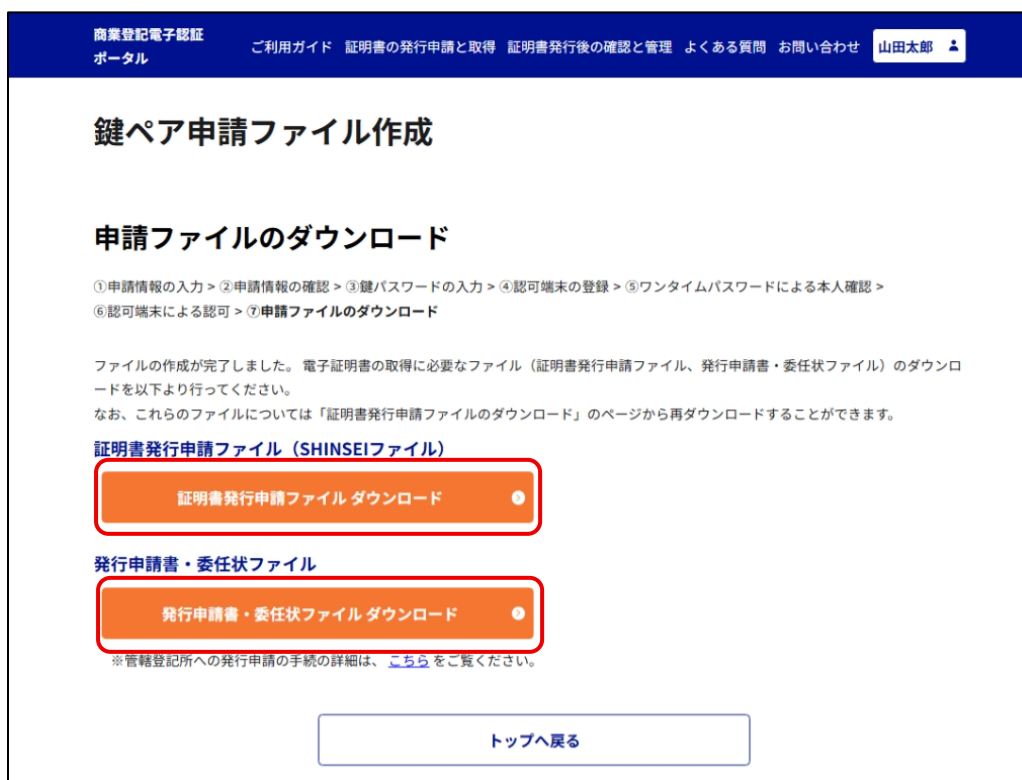 商業登記電子認証
ポータル
ご利用ガイド 証明書の発行申請と取得 証明書発行後の確認と管理 よくある質問 お問い合わせ 山田太郎
鍵ペア申請ファイル作成
申請ファイルのダウンロード
①申請情報の入力 > ②申請情報の確認 > ③鍵パスワードの入力 > ④認可端末の登録 > ⑤ワンタイムパスワードによる本人確認 >
⑥認可端末による認可 > ⑦申請ファイルのダウンロード
ファイルの作成が完了しました。 電子証明書の取得に必要なファイル（証明書発行申請ファイル、発行申請書・委任状ファイル）のダウンロ
ードを以下より行ってください。
なお、これらのファイルについては「証明書発行申請ファイルのダウンロード」のページから再ダウンロードすることができます。
証明書発行申請ファイル（SHINSEIファイル）
証明書発行申請ファイル ダウンロード
発行申請書・委任状ファイル
発行申請書・委任状ファイル ダウンロード
※管轄登記所への発行申請の手続の詳細は、 こちら をご覧ください。
トップへ戻る